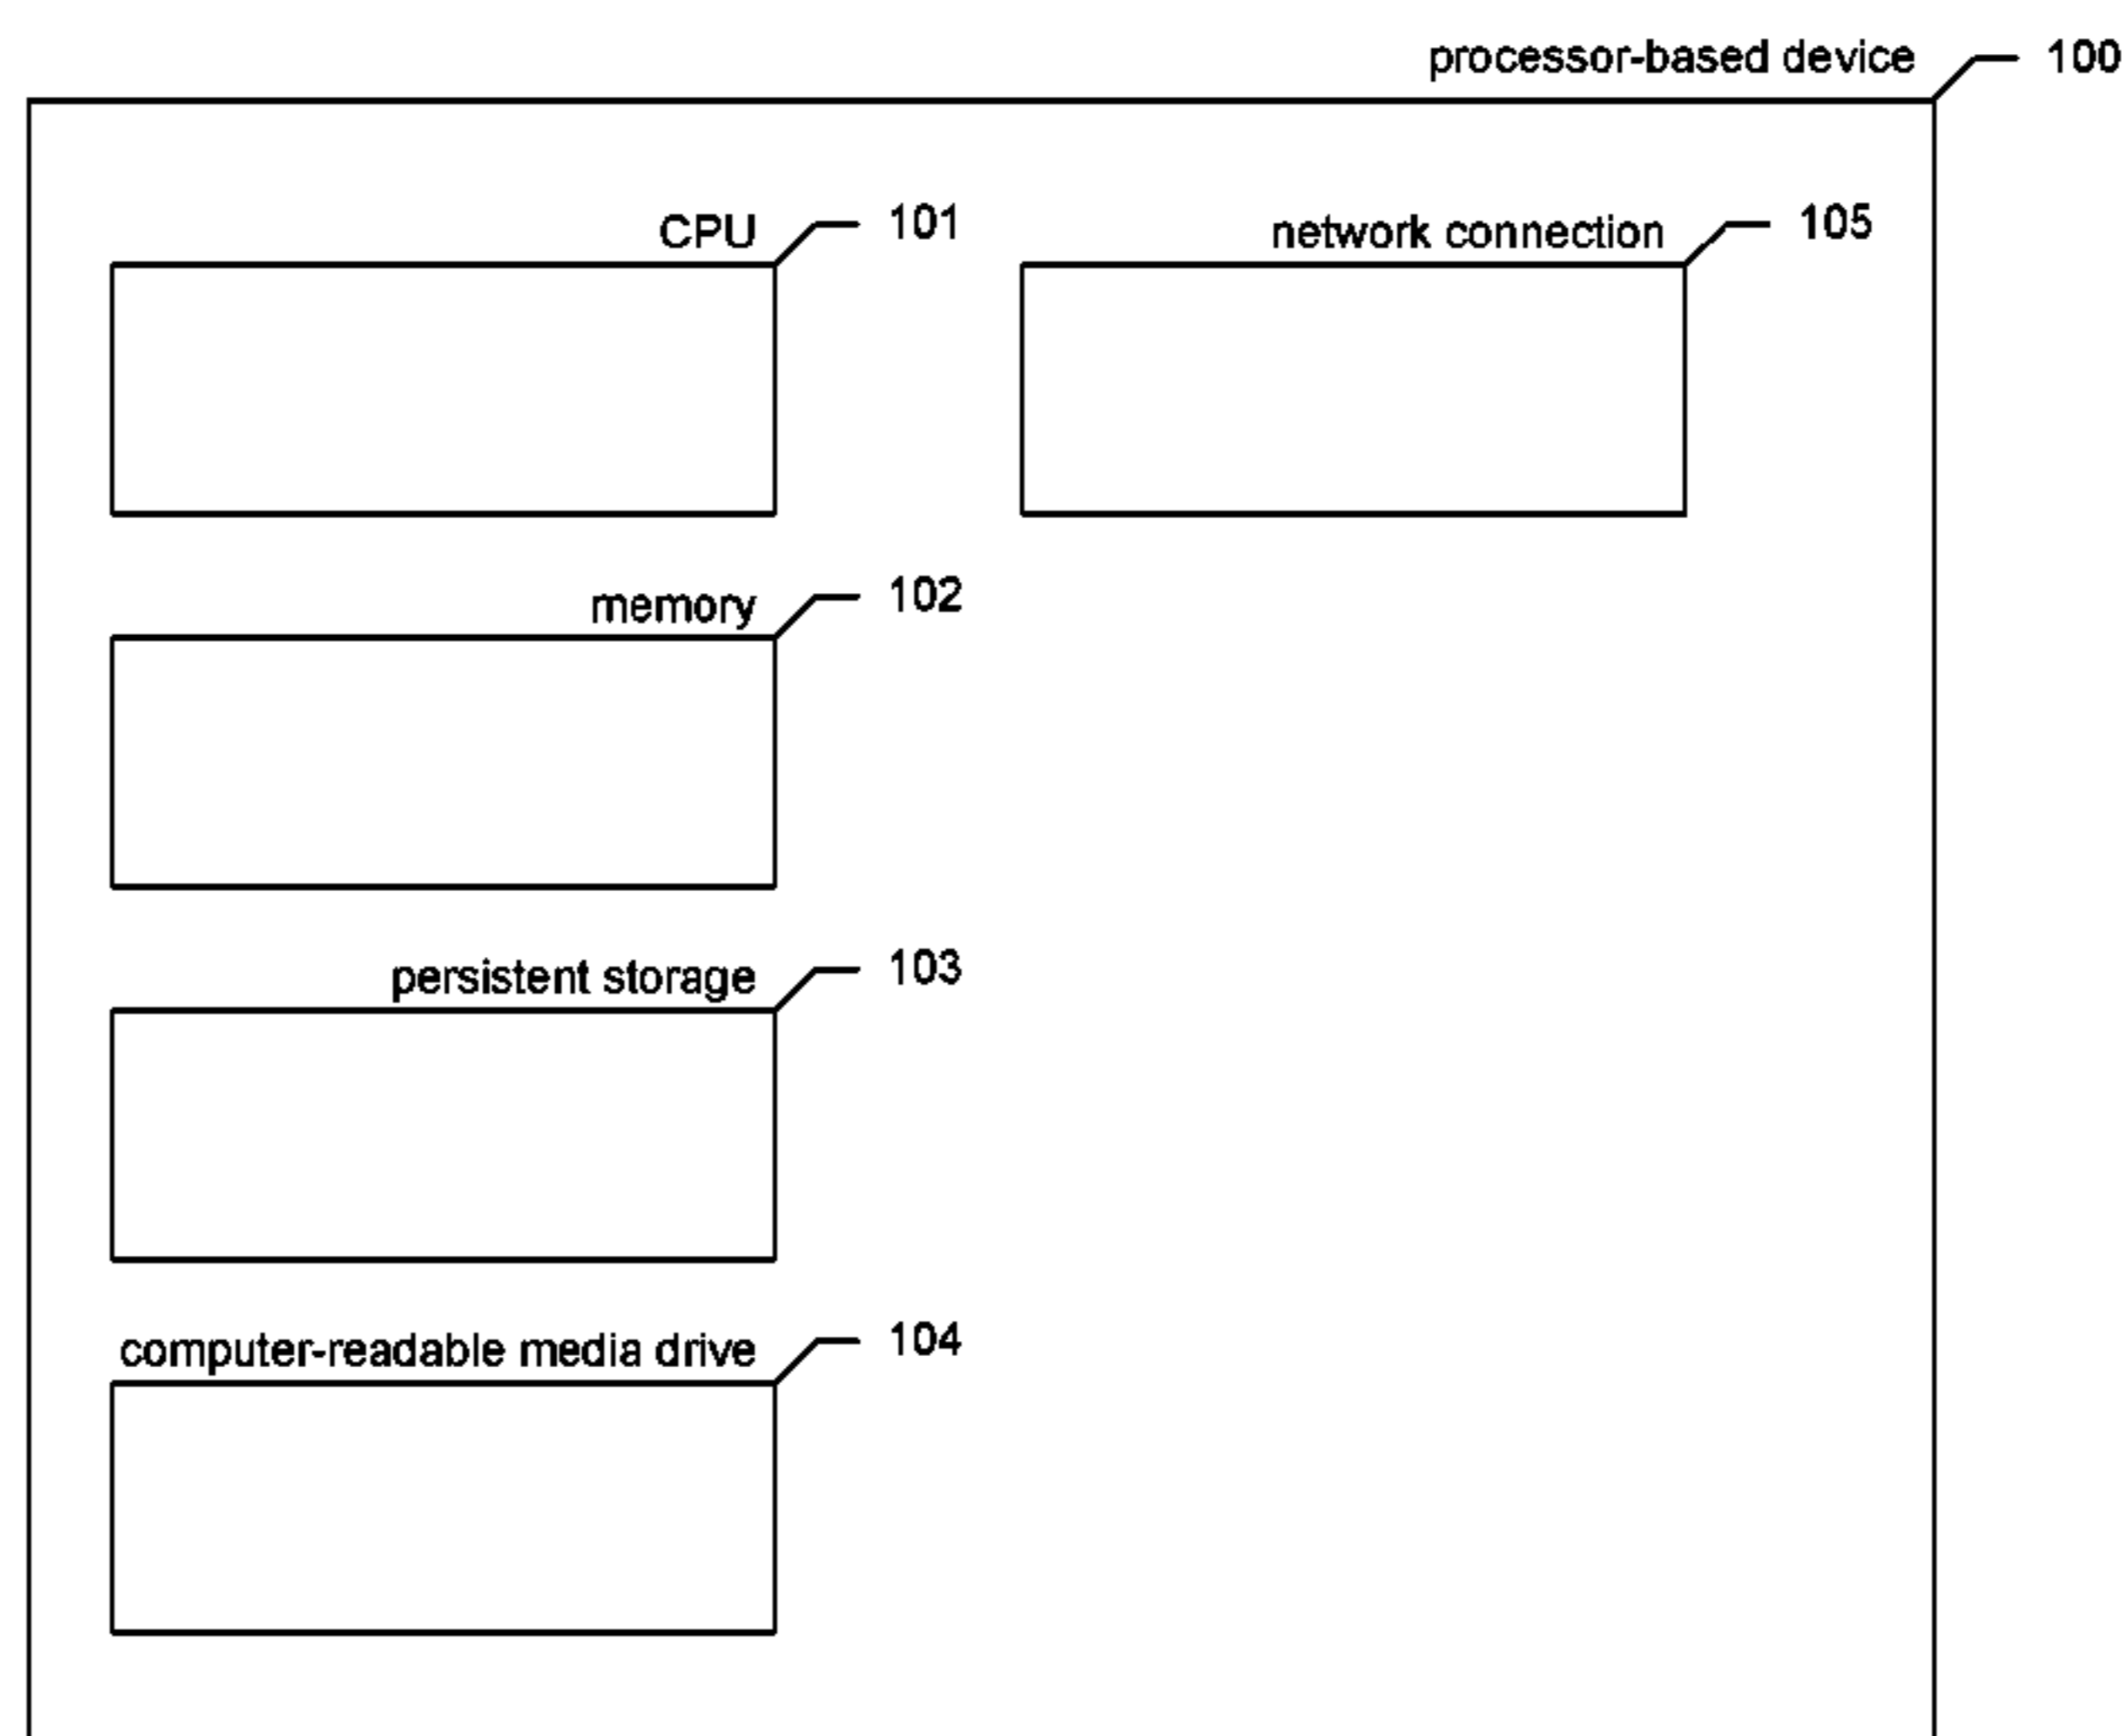 processor-based device 100
CPU 101
network connection 105
memory 102
persistent storage 103
computer-readable media drive 104